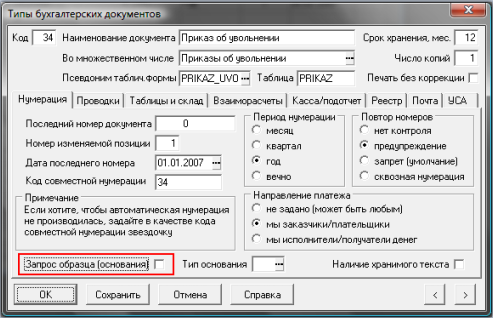 Типы бухгалтерских документов
Код 34 Наименование документа Приказ об увольнении Срок хранения, мес. 12
Во множественном числе Приказы об увольнении ... Число копий 1
Псевдоним таблич.формы PRIKAZ_UVO ... Таблица PRIKAZ Печать без коррекции
Нумерация Проводки Таблицы и склад Взаиморасчеты Касса/подотчет Реестр Почта УСА
Последний номер документа 0
Номер изменяемой позиции 1
Дата последнего номера 01.01.2007 ...
Код совместной нумерации 34
Период нумерации
месяц
квартал
год
вечно
Повтор номеров
нет контроля
предупреждение
запрет (умолчание)
сквозная нумерация
Примечание
Если хотите, чтобы автоматическая нумерация
не производилась, задайте в качестве кода
совместной нумерации звездочку
Направление платежа
не задано (может быть любым)
мы заказчики/плательщики
мы исполнители/получатели денег
Запрос образца (основания) Тип основания ... Наличие хранимого текста
OK Сохранить Отмена Справка < >